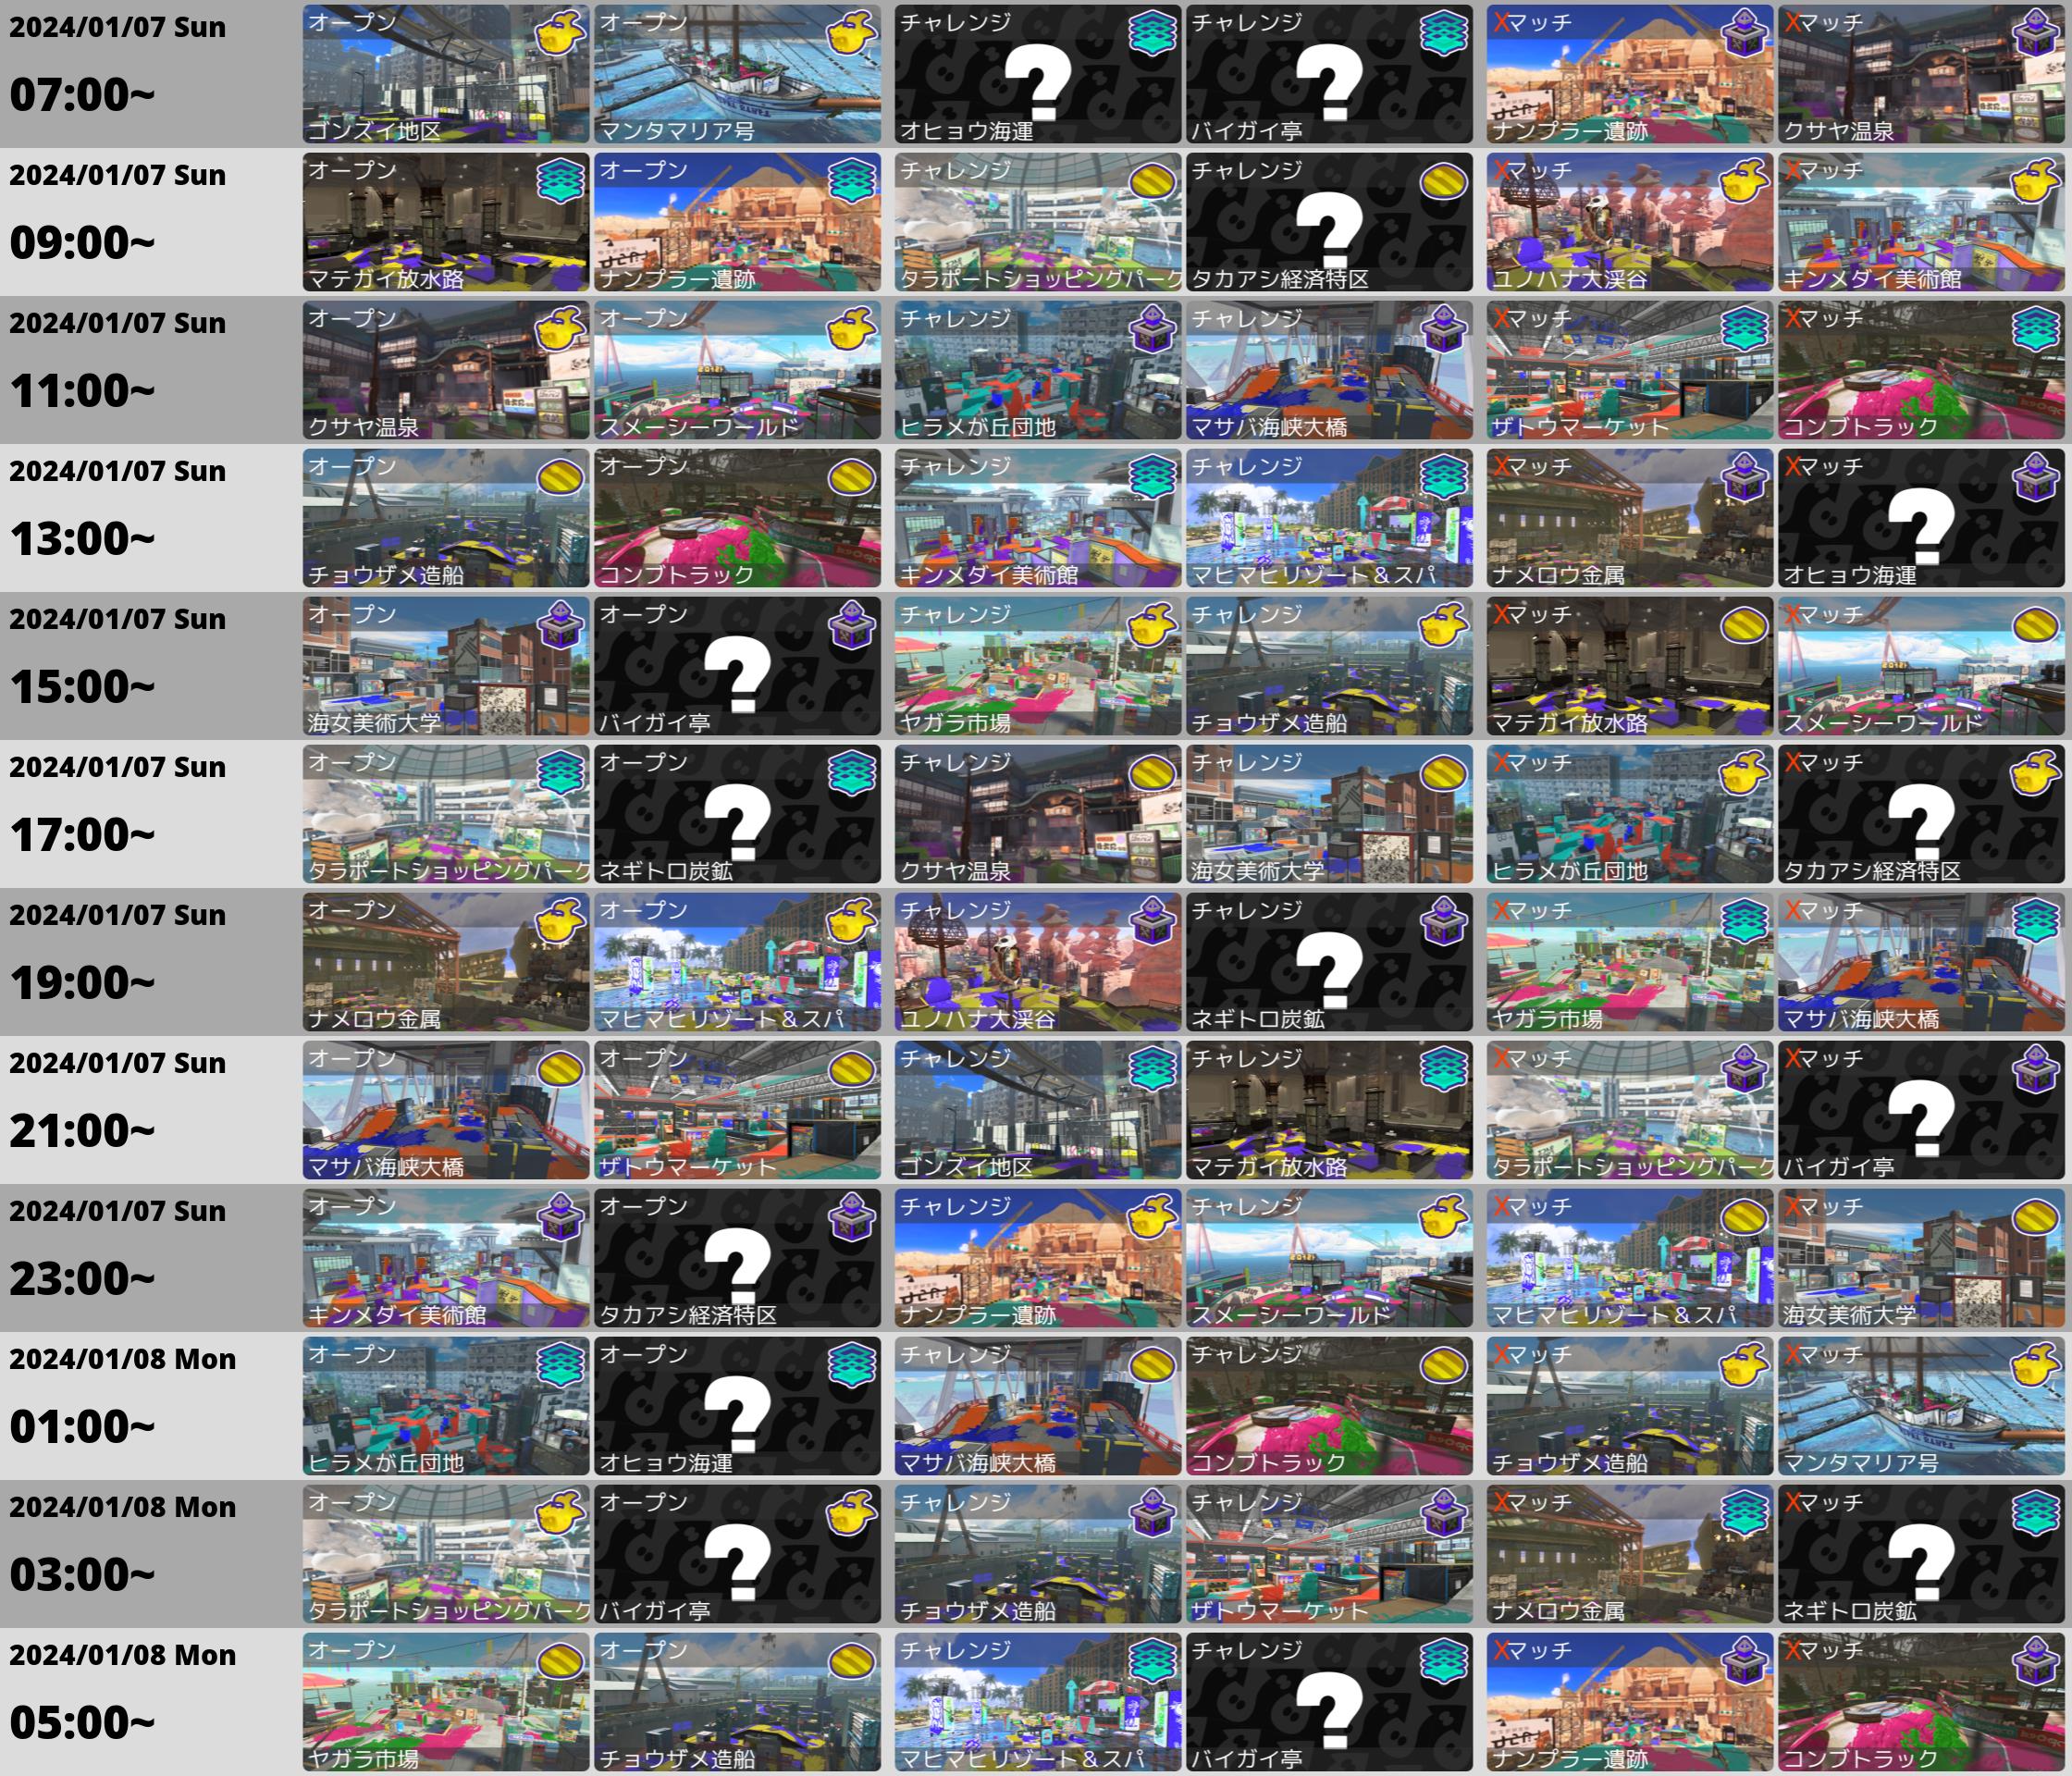 2024/01/07 Sun
07:00~
オープン オープン チャレンジ チャレンジ Xマッチ Xマッチ
ゴンズイ地区 マンタマリア号 オヒョウ海運 バイガイ亭 ナンプラー遺跡 クサヤ温泉
2024/01/07 Sun
09:00~
オープン オープン チャレンジ チャレンジ Xマッチ Xマッチ
マテガイ放水路 ナンプラー遺跡 タラポートショッピングパーク タカアシ経済特区 ユノハナ大渓谷 キンメダイ美術館
2024/01/07 Sun
11:00~
オープン オープン チャレンジ チャレンジ Xマッチ Xマッチ
クサヤ温泉 スメーシーワールド ヒラメが丘団地 マサバ海峡大橋 ザトウマーケット コンブトラック
2024/01/07 Sun
13:00~
オープン オープン チャレンジ チャレンジ Xマッチ Xマッチ
チョウザメ造船 コンブトラック キンメダイ美術館 マヒマヒリゾート＆スパ ナメロウ金属 オヒョウ海運
2024/01/07 Sun
15:00~
オープン オープン チャレンジ チャレンジ Xマッチ Xマッチ
海女美術大学 バイガイ亭 ヤガラ市場 チョウザメ造船 マテガイ放水路 スメーシーワールド
2024/01/07 Sun
17:00~
オープン オープン チャレンジ チャレンジ Xマッチ Xマッチ
タラポートショッピングパーク ネギトロ炭鉱 クサヤ温泉 海女美術大学 ヒラメが丘団地 タカアシ経済特区
2024/01/07 Sun
19:00~
オープン オープン チャレンジ チャレンジ Xマッチ Xマッチ
ナメロウ金属 マヒマヒリゾート＆スパ ユノハナ大渓谷 ネギトロ炭鉱 ヤガラ市場 マサバ海峡大橋
2024/01/07 Sun
21:00~
オープン オープン チャレンジ チャレンジ Xマッチ Xマッチ
マサバ海峡大橋 ザトウマーケット ゴンズイ地区 マテガイ放水路 タラポートショッピングパーク バイガイ亭
2024/01/07 Sun
23:00~
オープン オープン チャレンジ チャレンジ Xマッチ Xマッチ
キンメダイ美術館 タカアシ経済特区 ナンプラー遺跡 スメーシーワールド マヒマヒリゾート＆スパ 海女美術大学
2024/01/08 Mon
01:00~
オープン オープン チャレンジ チャレンジ Xマッチ Xマッチ
ヒラメが丘団地 オヒョウ海運 マサバ海峡大橋 コンブトラック チョウザメ造船 マンタマリア号
2024/01/08 Mon
03:00~
オープン オープン チャレンジ チャレンジ Xマッチ Xマッチ
タラポートショッピングパーク バイガイ亭 チョウザメ造船 ザトウマーケット ナメロウ金属 ネギトロ炭鉱
2024/01/08 Mon
05:00~
オープン オープン チャレンジ チャレンジ Xマッチ Xマッチ
ヤガラ市場 チョウザメ造船 マヒマヒリゾート＆スパ バイガイ亭 ナンプラー遺跡 コンブトラック